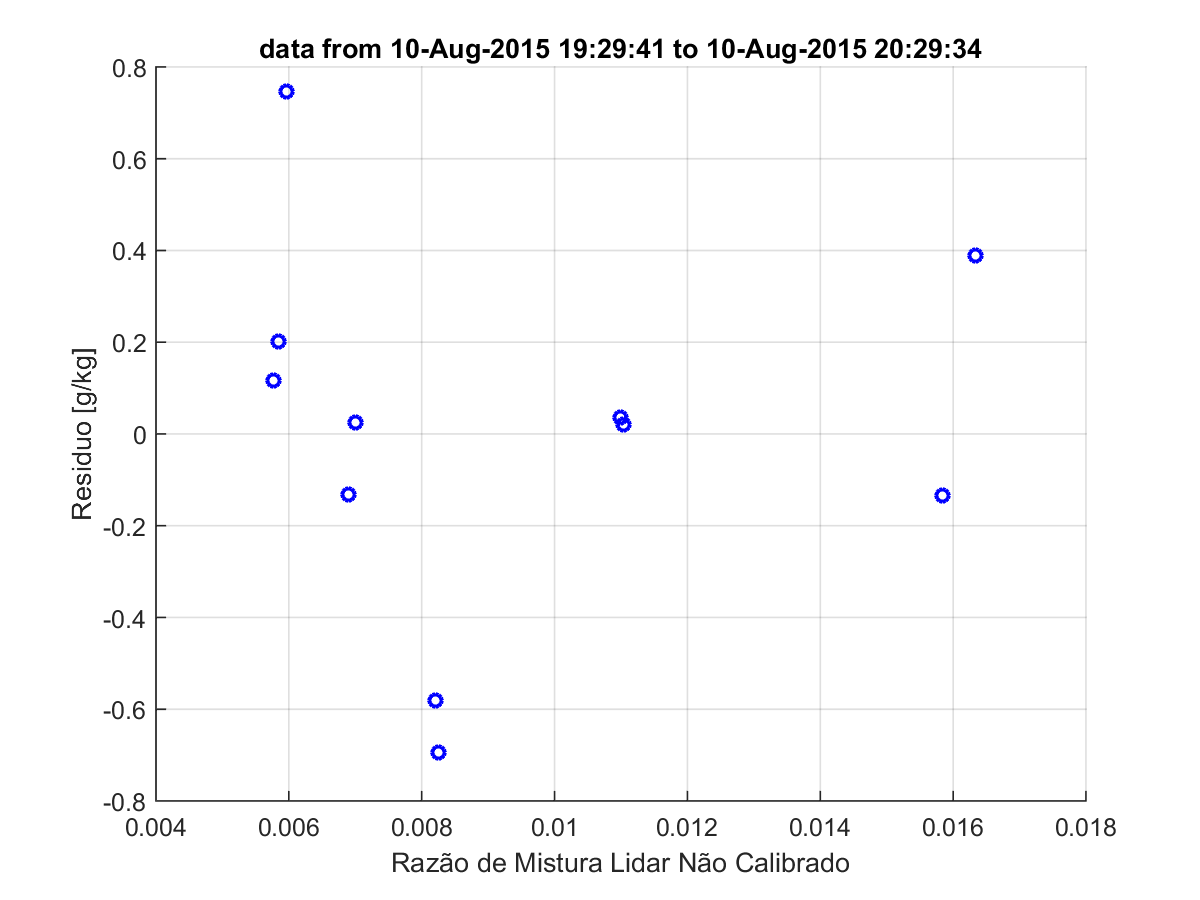 data from 10-Aug-2015 19:29:41 to 10-Aug-2015 20:29:34
0.8
0.6
0.4
0.2
0
-0.2
-0.4
-0.6
-0.8
Residuo [g/kg]
0.004 0.006 0.008 0.01 0.012 0.014 0.016 0.018
Razão de Mistura Lidar Não Calibrado